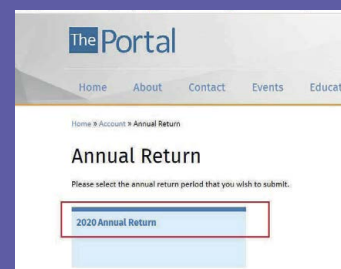 The Portal
Home About Contact Events Educat
Home » Account » Annual Return
Annual Return
Please select the annual return period that you wish to submit.
2020 Annual Return